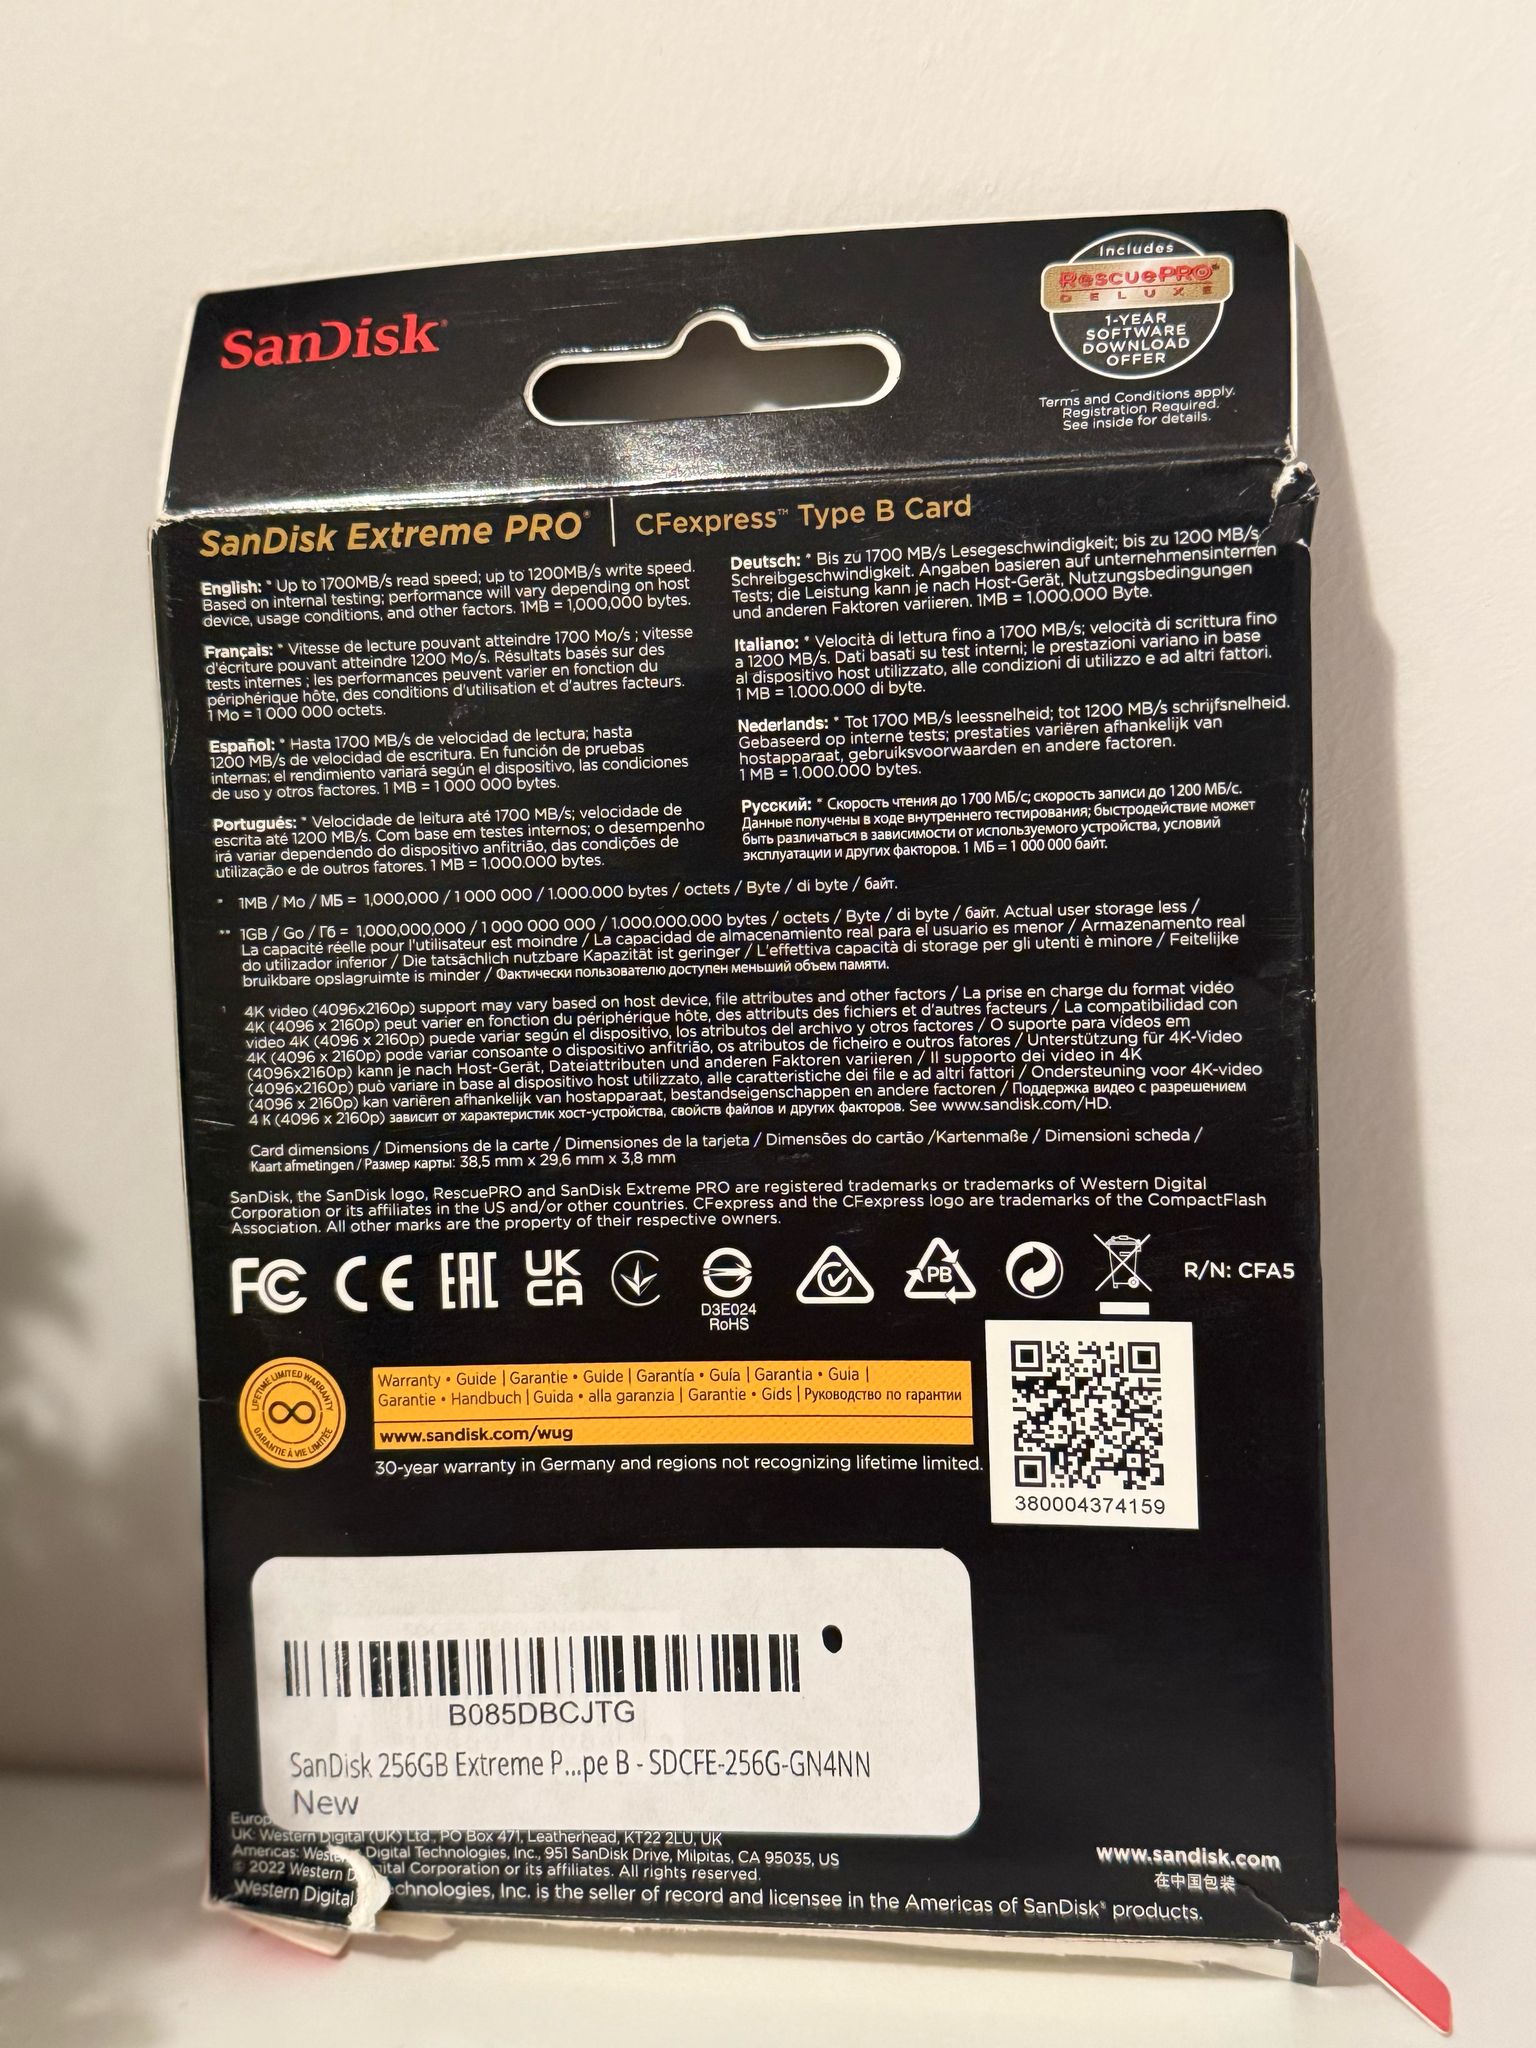 SanDisk®
Includes
RescuePRO®
DELUXE
1-YEAR
SOFTWARE
DOWNLOAD
OFFER
Terms and Conditions apply.
Registration Required.
See inside for details.
SanDisk Extreme PRO® | CFexpress™ Type B Card
English: * Up to 1700MB/s read speed; up to 1200MB/s write speed.
Based on internal testing; performance will vary depending on host
device, usage conditions, and other factors. 1MB = 1,000,000 bytes.
Français: * Vitesse de lecture pouvant atteindre 1700 Mo/s ; vitesse
d'écriture pouvant atteindre 1200 Mo/s. Résultats basés sur des
tests internes ; les performances peuvent varier en fonction du
périphérique hôte, des conditions d'utilisation et d'autres facteurs.
1 Mo = 1 000 000 octets.
Español: * Hasta 1700 MB/s de velocidad de lectura; hasta
1200 MB/s de velocidad de escritura. En función de pruebas
internas; el rendimiento variará según el dispositivo, las condiciones
de uso y otros factores. 1 MB = 1 000 000 bytes.
Português: * Velocidade de leitura até 1700 MB/s; velocidade de
escrita até 1200 MB/s. Com base em testes internos; o desempenho
irá variar dependendo do dispositivo anfitrião, das condições de
utilização e de outros fatores. 1 MB = 1.000.000 bytes.
Deutsch: * Bis zu 1700 MB/s Lesegeschwindigkeit; bis zu 1200 MB/s
Schreibgeschwindigkeit. Angaben basieren auf unternehmensinternen
Tests; die Leistung kann je nach Host-Gerät, Nutzungsbedingungen
und anderen Faktoren variieren. 1MB = 1.000.000 Byte.
Italiano: * Velocità di lettura fino a 1700 MB/s; velocità di scrittura fino
a 1200 MB/s. Dati basati su test interni; le prestazioni variano in base
al dispositivo host utilizzato, alle condizioni di utilizzo e ad altri fattori.
1 MB = 1.000.000 di byte.
Nederlands: * Tot 1700 MB/s leessnelheid; tot 1200 MB/s schrijfsnelheid.
Gebaseerd op interne tests; prestaties variëren afhankelijk van
hostapparaat, gebruiksvoorwaarden en andere factoren.
1 MB = 1.000.000 bytes.
Русский: * Скорость чтения до 1700 МБ/с; скорость записи до 1200 МБ/с.
Данные получены в ходе внутреннего тестирования; быстродействие может
быть различаться в зависимости от используемого устройства, условий
эксплуатации и других факторов. 1 МБ = 1 000 000 байт.
* 1MB / Mo / МБ = 1,000,000 / 1 000 000 / 1.000.000 bytes / octets / Byte / di byte / байт.
** 1GB / Go / Гб = 1,000,000,000 / 1 000 000 000 / 1.000.000.000 bytes / octets / Byte / di byte / байт. Actual user storage less /
La capacité réelle pour l'utilisateur est moindre / La capacidad de almacenamiento real para el usuario es menor / Armazenamento real
do utilizador inferior / Die tatsächlich nutzbare Kapazität ist geringer / L'effettiva capacità di storage per gli utenti è minore / Feitelijke
bruikbare opslagruimte is minder / Фактически пользователю доступен меньший объем памяти.
¹ 4K video (4096x2160p) support may vary based on host device, file attributes and other factors / La prise en charge du format vidéo
4K (4096 x 2160p) peut varier en fonction du périphérique hôte, des attributs des fichiers et d'autres facteurs / La compatibilidad con
video 4K (4096 x 2160p) puede variar según el dispositivo, los atributos del archivo y otros factores / O suporte para vídeos em
4K (4096 x 2160p) pode variar consoante o dispositivo anfitrião, os atributos de ficheiro e outros fatores / Unterstützung für 4K-Video
(4096x2160p) kann je nach Host-Gerät, Dateiattributen und anderen Faktoren variieren / Il supporto dei video in 4K
(4096x2160p) può variare in base al dispositivo host utilizzato, alle caratteristiche dei file e ad altri fattori / Ondersteuning voor 4K-video
(4096 x 2160p) kan variëren afhankelijk van hostapparaat, bestandseigenschappen en andere factoren / Поддержка видео с разрешением
4 K (4096 x 2160p) зависит от характеристик хост-устройства, свойств файлов и других факторов. See www.sandisk.com/HD.
Card dimensions / Dimensions de la carte / Dimensiones de la tarjeta / Dimensões do cartão /Kartenmaße / Dimensioni scheda /
Kaart afmetingen / Размер карты: 38,5 mm x 29,6 mm x 3,8 mm
SanDisk, the SanDisk logo, RescuePRO and SanDisk Extreme PRO are registered trademarks or trademarks of Western Digital
Corporation or its affiliates in the US and/or other countries. CFexpress and the CFexpress logo are trademarks of the CompactFlash
Association. All other marks are the property of their respective owners.
FC CE EAC UK CA
D3E024
RoHS
PB
R/N: CFA5
LIFETIME LIMITED WARRANTY
GARANTIE À VIE LIMITÉE
Warranty • Guide | Garantie • Guide | Garantía • Guía | Garantia • Guia |
Garantie • Handbuch | Guida • alla garanzia | Garantie • Gids | Руководство по гарантии
www.sandisk.com/wug
30-year warranty in Germany and regions not recognizing lifetime limited.
380004374159
B085DBCJTG
SanDisk 256GB Extreme P...pe B - SDCFE-256G-GN4NN
New
UK: Western Digital (UK) Ltd., PO Box 471, Leatherhead, KT22 2LU, UK
Americas: Western Digital Technologies, Inc., 951 SanDisk Drive, Milpitas, CA 95035, US
© 2022 Western Digital Corporation or its affiliates. All rights reserved.
Western Digital Technologies, Inc. is the seller of record and licensee in the Americas of SanDisk® products.
www.sandisk.com
在中国包装